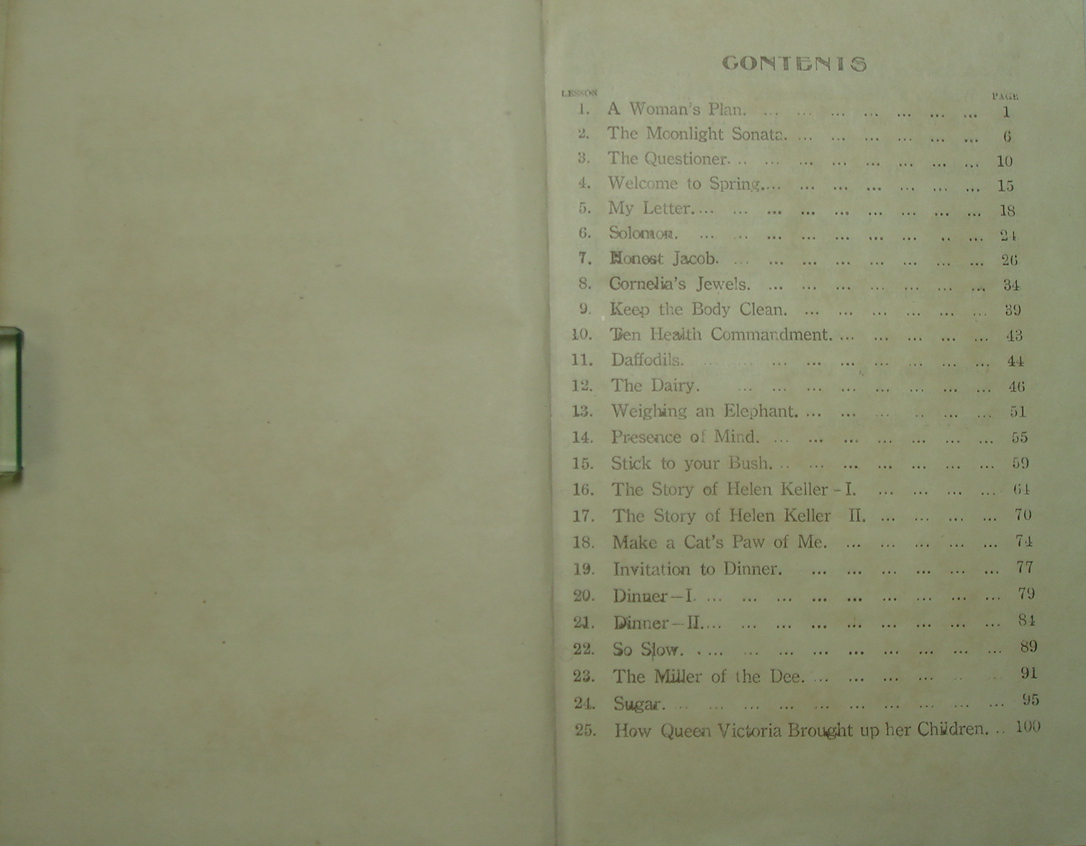 CONTENTS
LESSON PAGE
1. A Woman's Plan. ... ... ... ... ... ... ... 1
2. The Moonlight Sonata. ... ... ... ... ... ... 6
3. The Questioner. .. ... ... ... ... ... ... ... 10
4. Welcome to Spring.... ... ... ... ... ... ... 15
5. My Letter.... ... ... ... ... ... ... ... ... 18
6. Solomon. ... ... ... ... ... ... ... .. ... 24
7. Honest Jacob. ... ... ... ... ... ... ... ... 26
8. Cornelia's Jewels. ... ... ... ... ... ... ... 34
9. Keep the Body Clean. ... ... ... ... ... ... 39
10. Ten Health Commandment. ... ... ... ... ... 43
11. Daffodils. ... ... ... ... ... ... ... ... 44
12. The Dairy. ... ... ... ... ... ... ... ... 46
13. Weighing an Elephant. ... ... ... .. ... ... 51
14. Presence of Mind. ... ... ... ... ... ... ... 55
15. Stick to your Bush. .. ... ... ... ... ... ... 59
16. The Story of Helen Keller - I. ... ... ... ... 64
17. The Story of Helen Keller II. ... ... ... ... 70
18. Make a Cat's Paw of Me. ... ... ... ... ... 74
19. Invitation to Dinner. ... ... ... ... ... ... 77
20. Dinner—I. ... ... ... ... ... ... ... ... ... 79
21. Dinner—II.... ... ... ... ... ... ... ... ... 84
22. So Slow. . ... ... ... ... ... ... ... ... ... 89
23. The Miller of the Dee. ... ... ... ... .. .. 91
24. Sugar. .. ... ... ... ... ... ... ... ... ... 95
25. How Queen Victoria Brought up her Children. .. 100